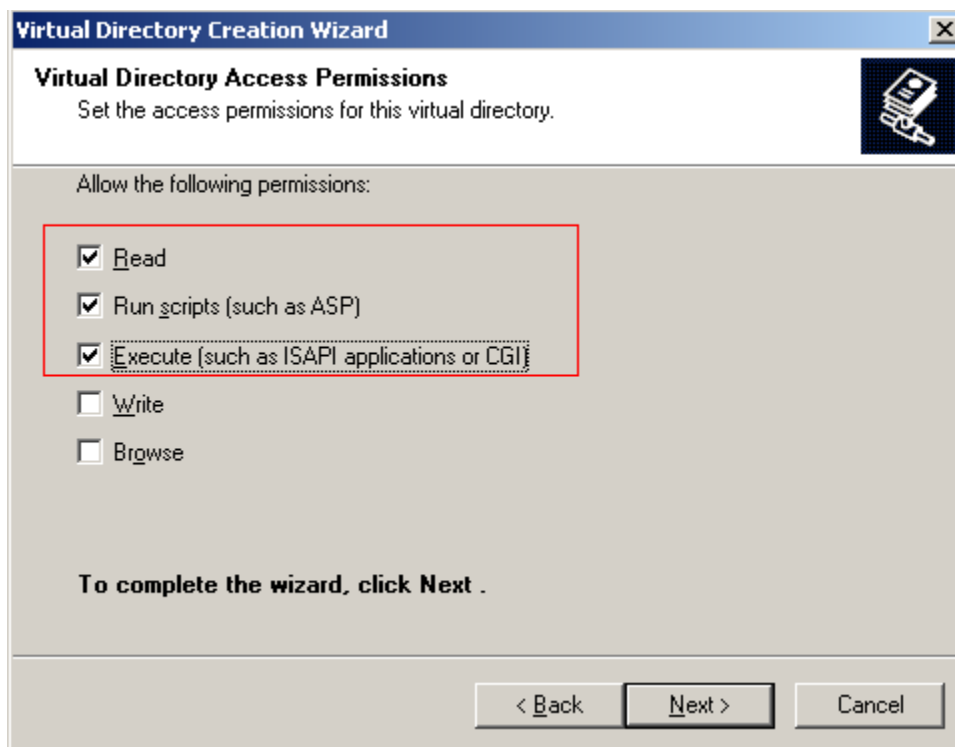 Virtual Directory Creation Wizard
Virtual Directory Access Permissions
Set the access permissions for this virtual directory.
Allow the following permissions:
Read
Run scripts (such as ASP)
Execute (such as ISAPI applications or CGI)
Write
Browse
To complete the wizard, click Next .
< Back Next > Cancel